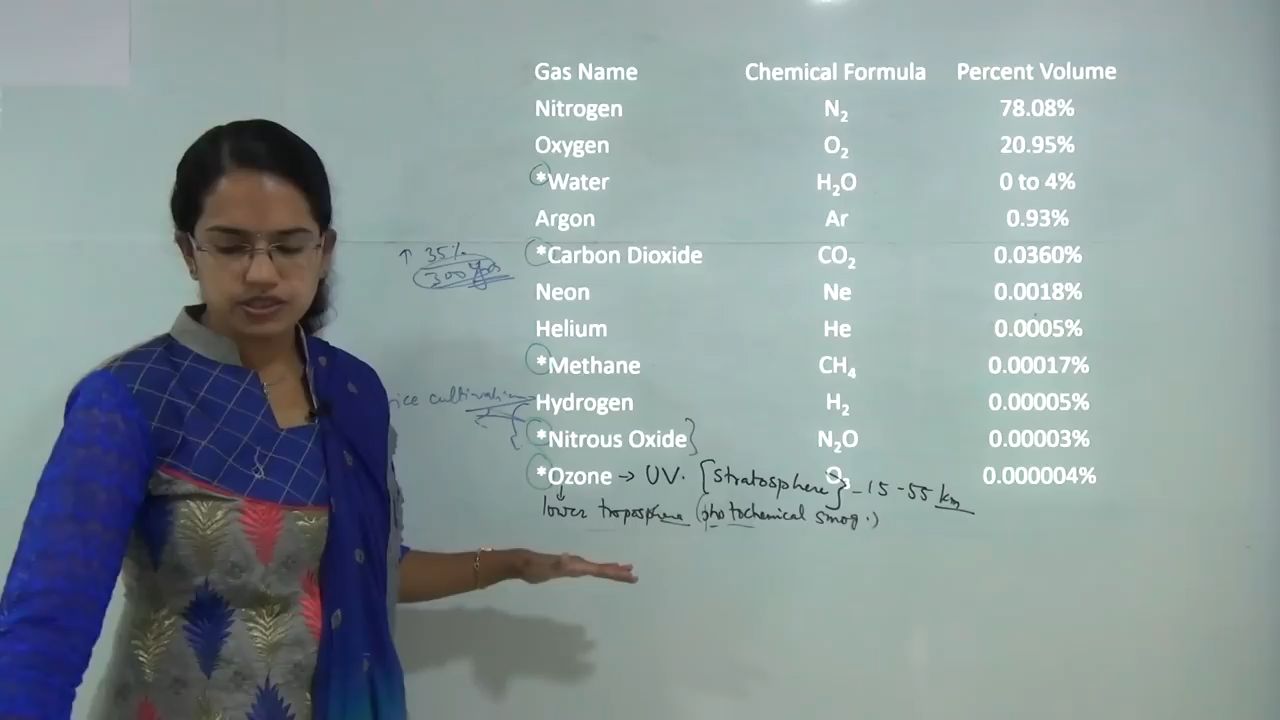 Gas Name Chemical Formula Percent Volume
Nitrogen N₂ 78.08%
Oxygen O₂ 20.95%
*Water H₂O 0 to 4%
Argon Ar 0.93%
↑ 35% *Carbon Dioxide CO₂ 0.0360%
300 yrs
Neon Ne 0.0018%
Helium He 0.0005%
*Methane CH₄ 0.00017%
ice cultivation Hydrogen H₂ 0.00005%
*Nitrous Oxide} N₂O 0.00003%
*Ozone → UV. [stratosphere} O₃ - 15-55 km 0.000004%
↓
lower troposphere (photochemical smog.)